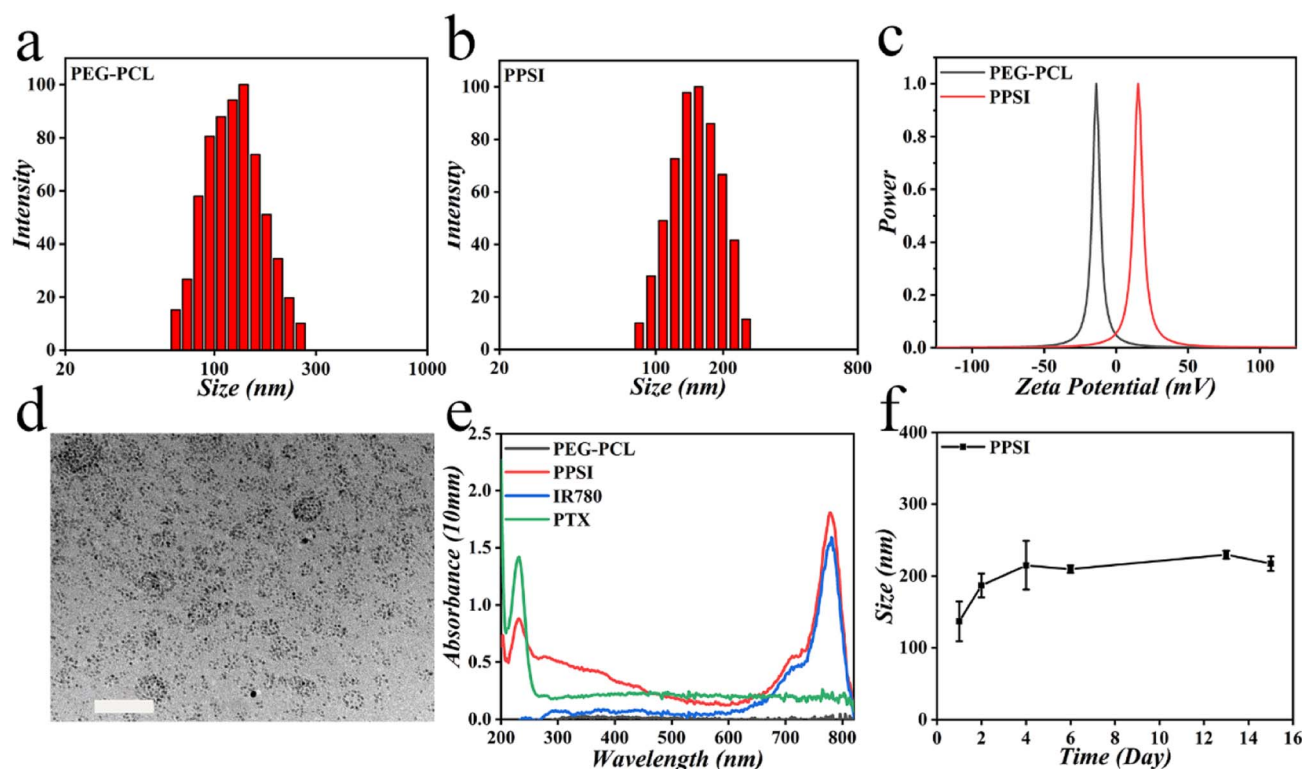 a
PEG-PCL
100
80
60
40
20
0
Intensity
20
100
300
1000
Size (nm)
b
PPSI
100
80
60
40
20
0
Intensity
20
100
200
800
Size (nm)
c
PEG-PCL
PPSI
1.0
0.8
0.6
0.4
0.2
0.0
Power
-100
-50
0
50
100
Zeta Potential (mV)
d
e
PEG-PCL
PPSI
IR780
PTX
2.5
2.0
1.5
1.0
0.5
0.0
Absorbance (10mm)
200 300 400 500 600 700 800
Wavelength (nm)
f
PPSI
400
300
200
100
0
Size (nm)
0 2 4 6 8 10 12 14 16
Time (Day)